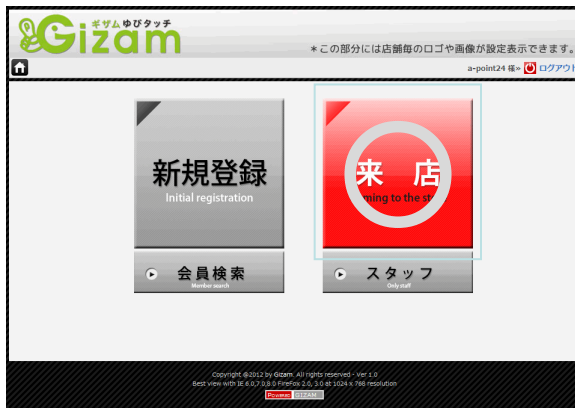 ギザムゆびタッチ
Gizam
＊この部分には店舗毎のロゴや画像が設定表示できます。
a-point24 様» ログアウト
新規登録
Initial registration
来 店
ming to the st
会員検索
Member search
スタッフ
Only staff
Copyright @2012 by Gizam. All rights reserved - Ver 1.0
Best view with IE 6.0,7.0,8.0 FireFox 2.0, 3.0 at 1024 x 768 resolution
Powered GIZAM